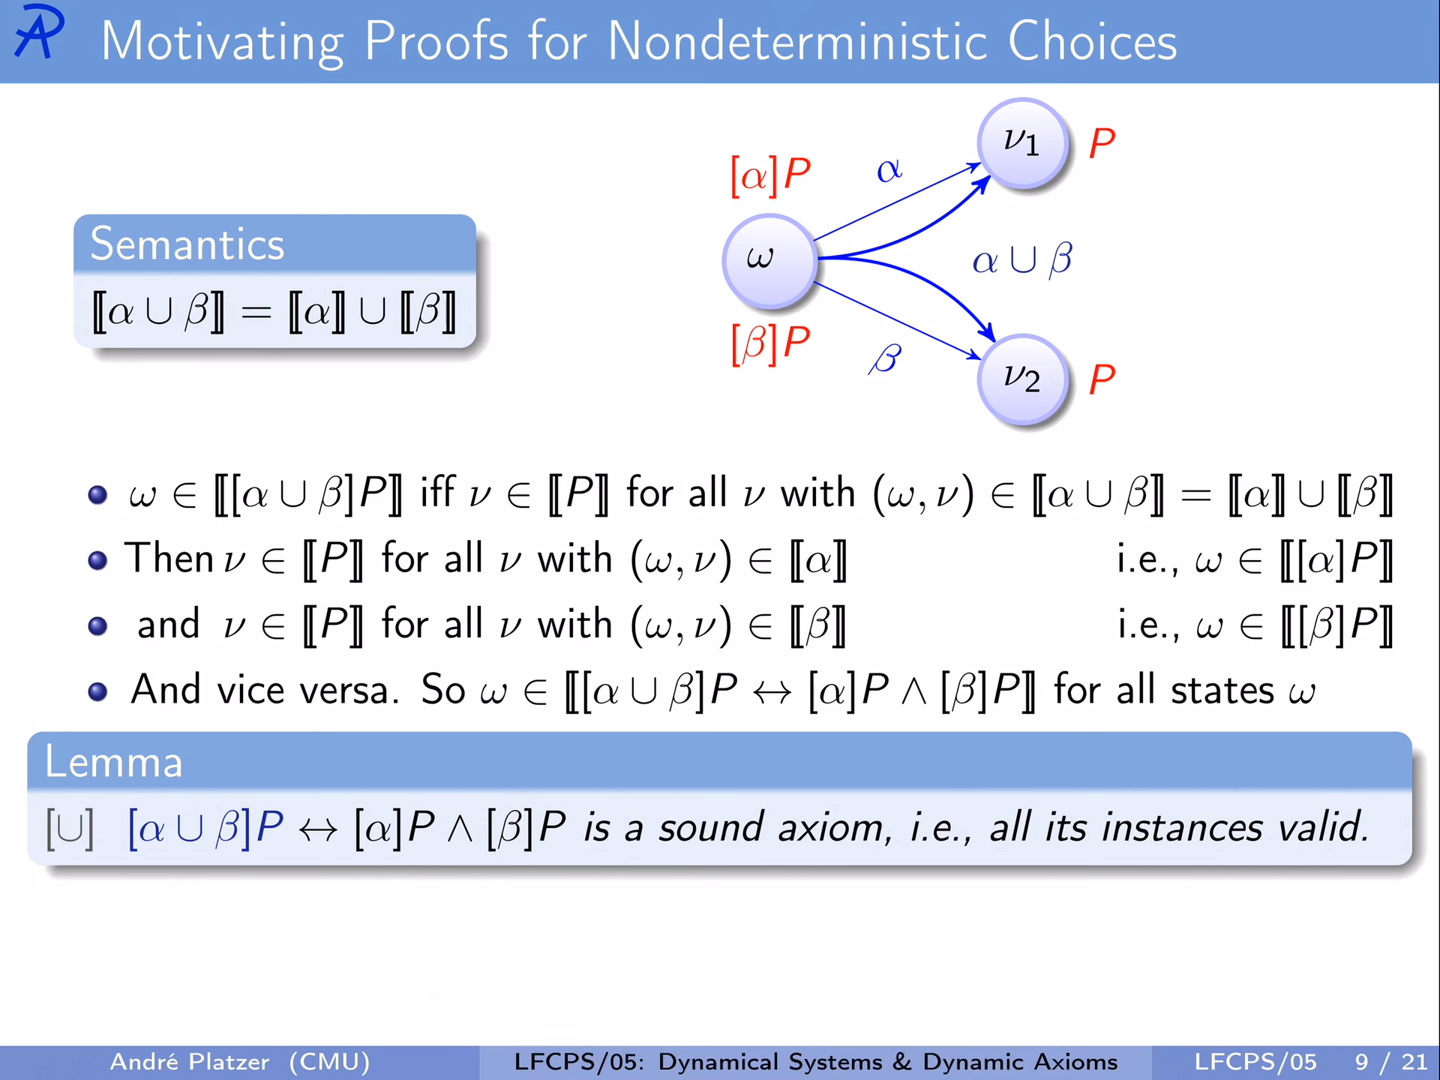 Motivating Proofs for Nondeterministic Choices
Semantics
⟦α ∪ β⟧ = ⟦α⟧ ∪ ⟦β⟧
[α]P
ω
[β]P
α
β
α ∪ β
ν₁
P
ν₂
P
ω ∈ ⟦[α ∪ β]P⟧ iff ν ∈ ⟦P⟧ for all ν with (ω, ν) ∈ ⟦α ∪ β⟧ = ⟦α⟧ ∪ ⟦β⟧
Then ν ∈ ⟦P⟧ for all ν with (ω, ν) ∈ ⟦α⟧ i.e., ω ∈ ⟦[α]P⟧
and ν ∈ ⟦P⟧ for all ν with (ω, ν) ∈ ⟦β⟧ i.e., ω ∈ ⟦[β]P⟧
And vice versa. So ω ∈ ⟦[α ∪ β]P ↔ [α]P ∧ [β]P⟧ for all states ω
Lemma
[∪] [α ∪ β]P ↔ [α]P ∧ [β]P is a sound axiom, i.e., all its instances valid.
André Platzer (CMU) LFCPS/05: Dynamical Systems & Dynamic Axioms LFCPS/05 9 / 21